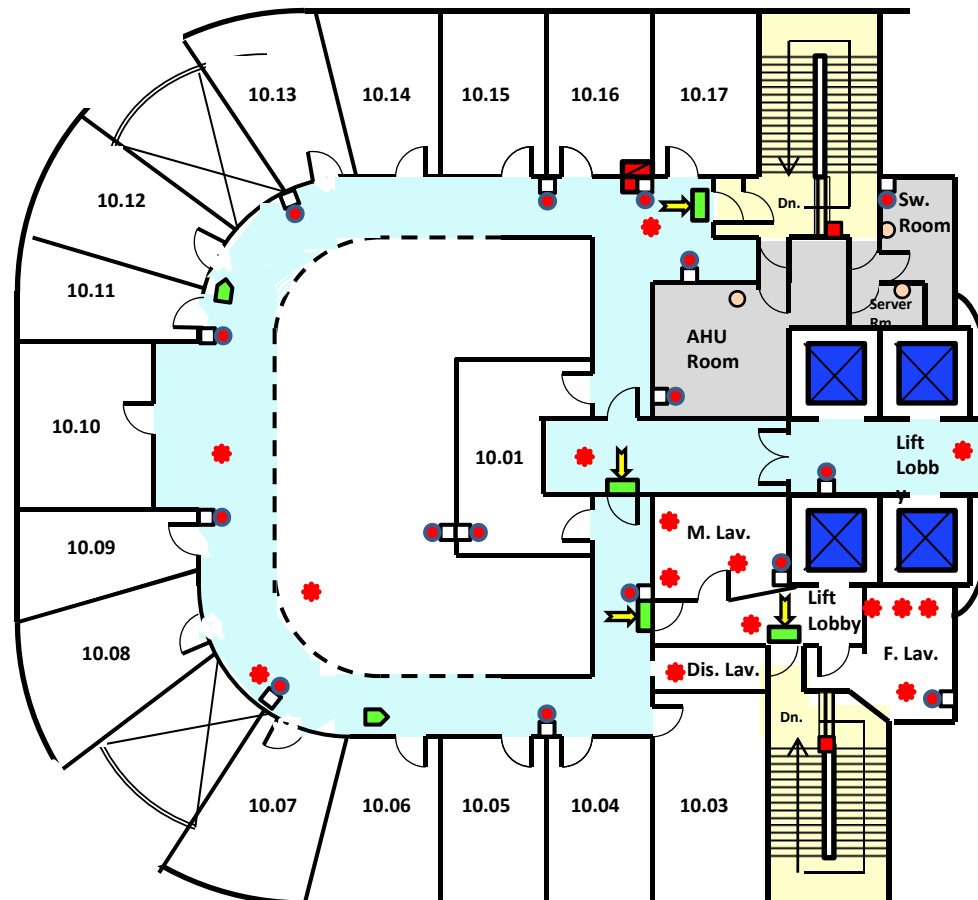 10.13
10.14
10.15
10.16
10.17
10.12
Dn.
Sw.
Room
10.11
Server
Rm
AHU
Room
10.10
10.01
Lift
Lobb
y
M. Lav.
10.09
Lift
Lobby
10.08
Dis. Lav.
F. Lav.
Dn.
10.07
10.06
10.05
10.04
10.03